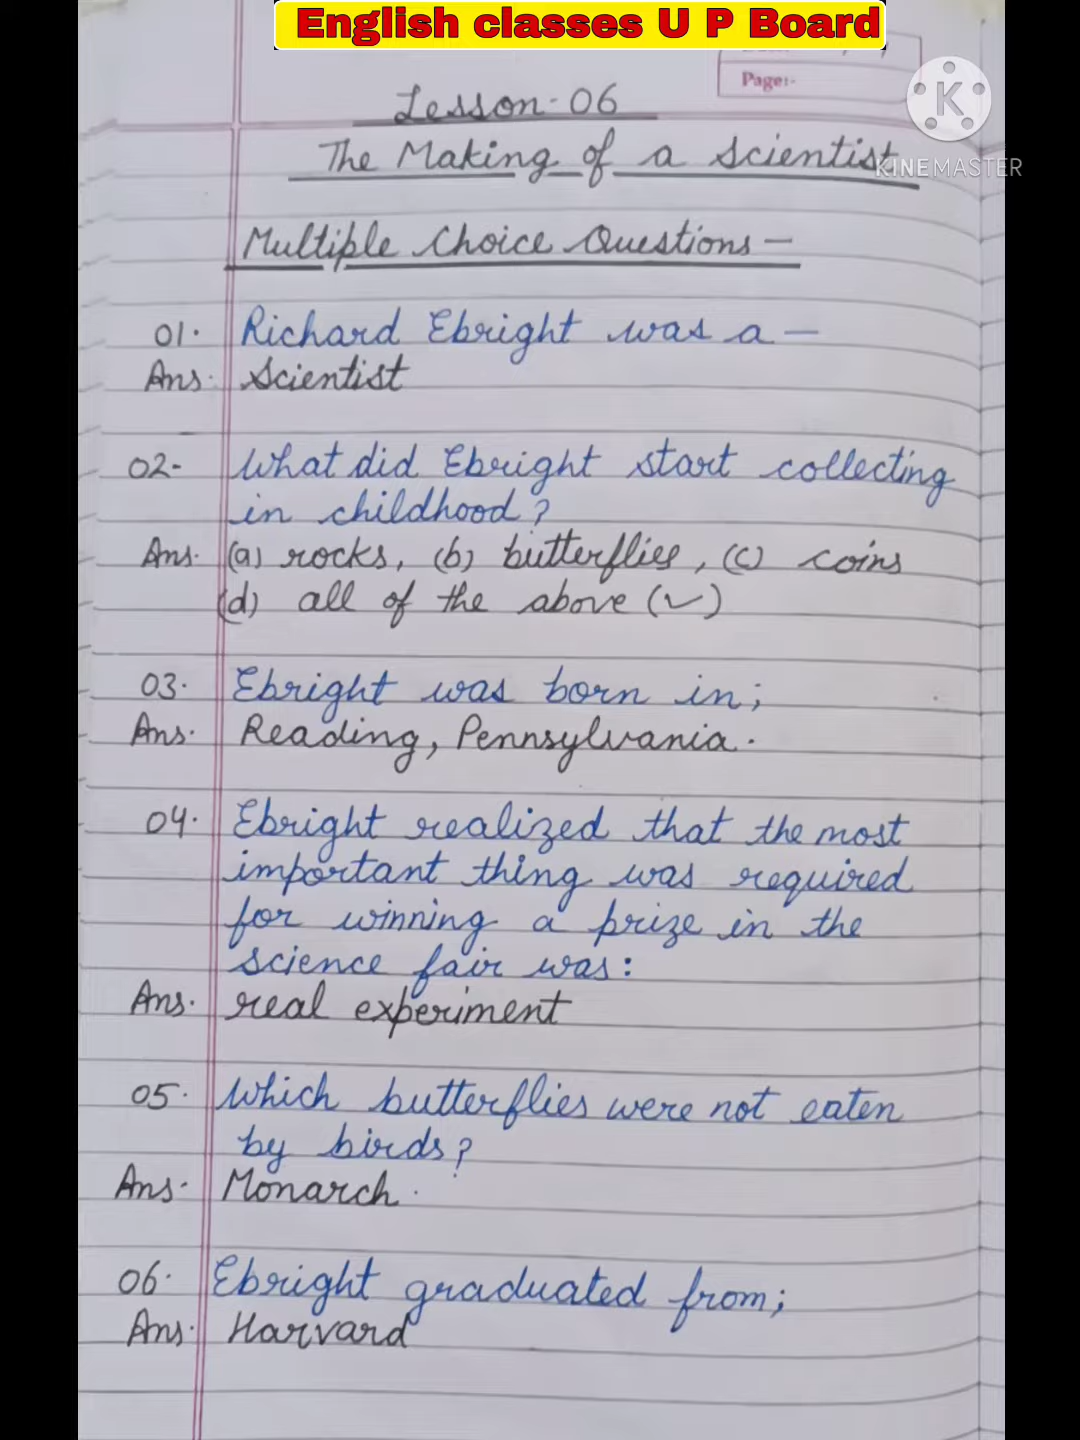 English classes U P Board
Page:-
K
KINEMASTER
Lesson-06
The Making of a Scientist
Multiple Choice Questions—
01. Richard Ebright was a —
Ans. Scientist
02- What did Ebright start collecting
in childhood?
Ans. (a) rocks, (b) butterflies, (c) coins
(d) all of the above (✓)
03. Ebright was born in;
Ans. Reading, Pennsylvania.
04. Ebright realized that the most
important thing was required
for winning a prize in the
science fair was:
Ans. real experiment
05. Which butterflies were not eaten
by birds?
Ans. Monarch.
06. Ebright graduated from;
Ans. Harvard